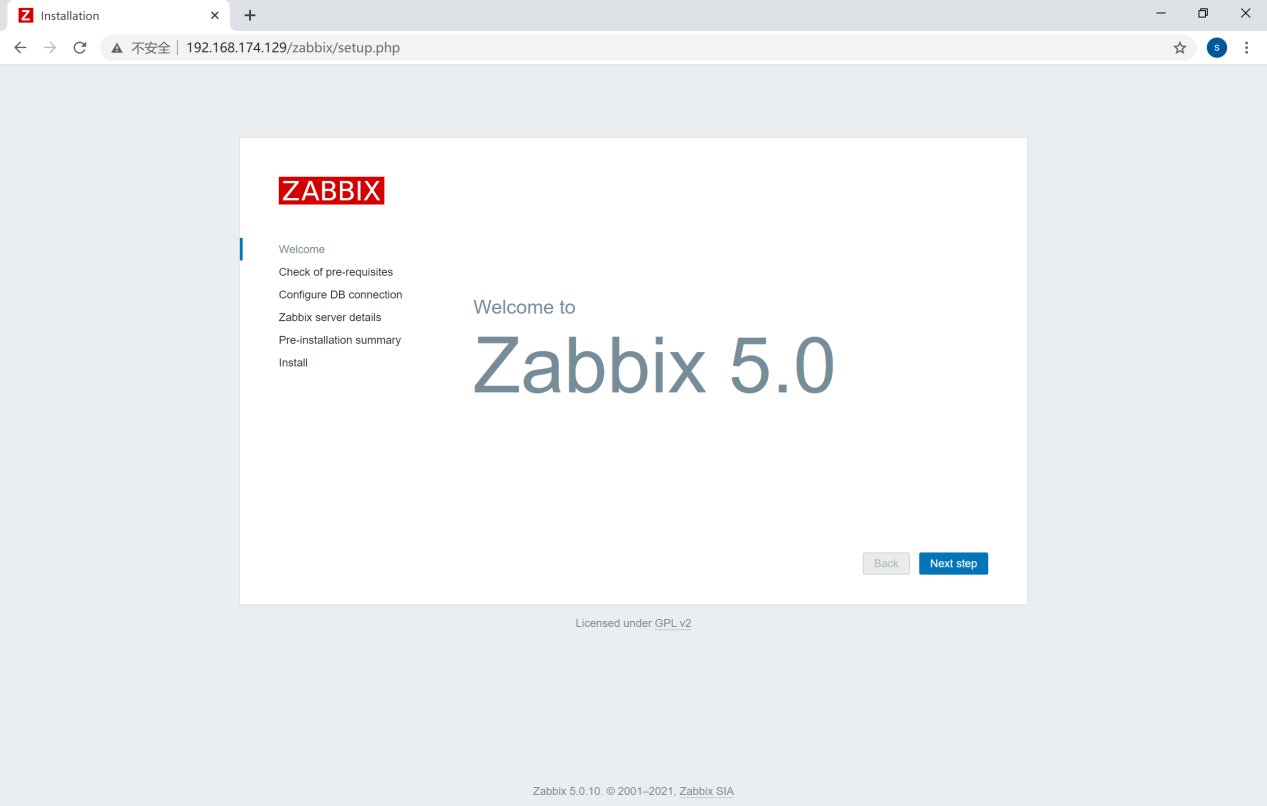 Z Installation
不安全 192.168.174.129/zabbix/setup.php
S
ZABBIX
Welcome
Check of pre-requisites
Configure DB connection
Zabbix server details
Pre-installation summary
Install
Welcome to
Zabbix 5.0
Back Next step
Licensed under GPL v2
Zabbix 5.0.10. © 2001–2021, Zabbix SIA